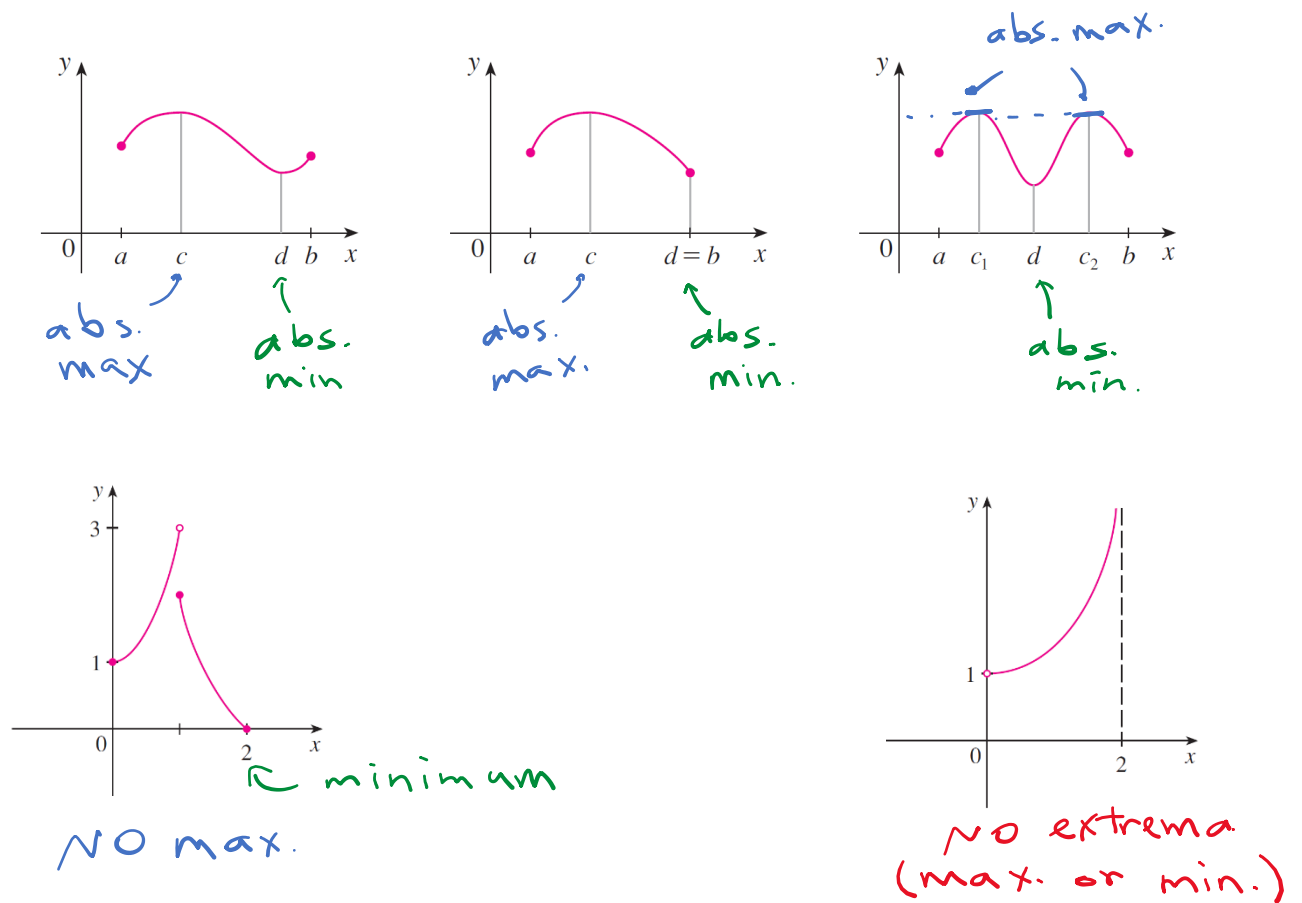 abs. max.
y
y
y
0
a
c
d
b
x
0
a
c
d = b
x
0
a
c₁
d
c₂
b
x
abs.
max
abs.
min
abs.
max.
abs.
min.
abs.
min.
y
3
1
0
2
x
minimum
NO max.
y
1
0
2
x
NO extrema
(max. or min.)